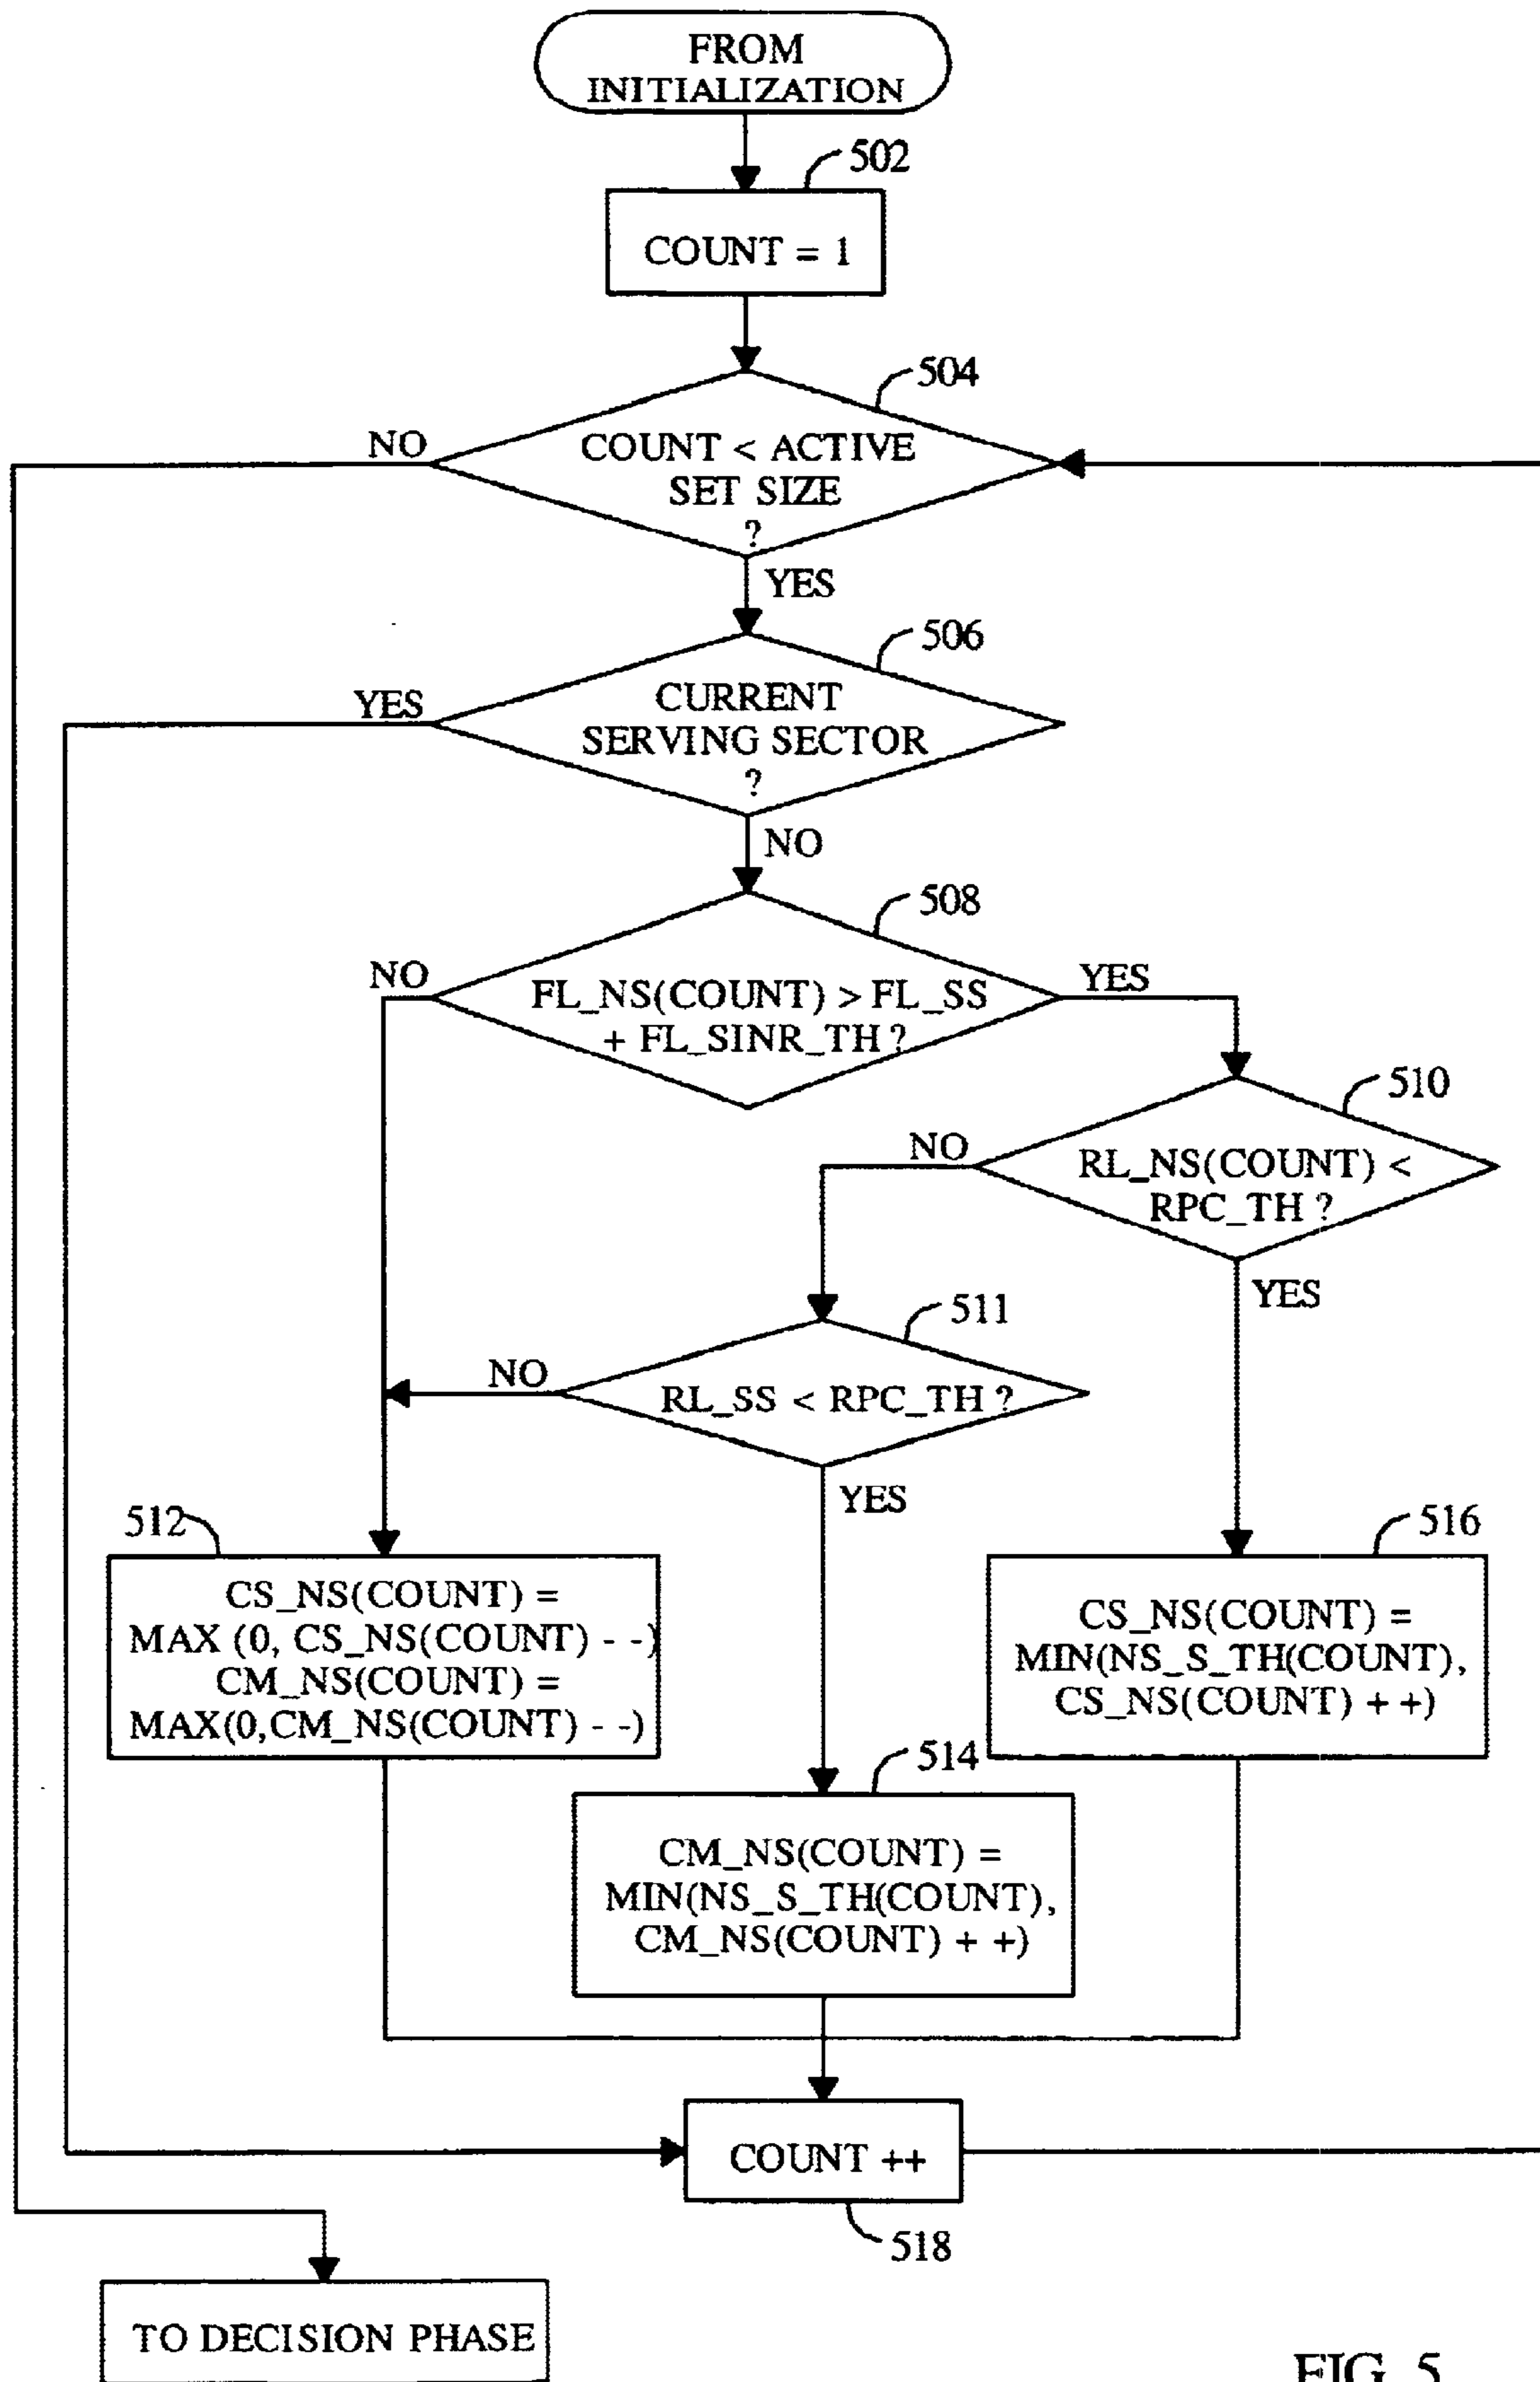 FROM
INITIALIZATION
502
COUNT = 1
504
NO
COUNT < ACTIVE
SET SIZE
?
YES
506
YES
CURRENT
SERVING SECTOR
?
NO
508
NO
FL_NS(COUNT) > FL_SS
+ FL_SINR_TH ?
YES
510
NO
RL_NS(COUNT) <
RPC_TH ?
YES
511
NO
RL_SS < RPC_TH ?
YES
512
CS_NS(COUNT) =
MAX (0, CS_NS(COUNT) - -)
CM_NS(COUNT) =
MAX(0,CM_NS(COUNT) - -)
516
CS_NS(COUNT) =
MIN(NS_S_TH(COUNT),
CS_NS(COUNT) + +)
514
CM_NS(COUNT) =
MIN(NS_S_TH(COUNT),
CM_NS(COUNT) + +)
COUNT ++
518
TO DECISION PHASE
FIG. 5